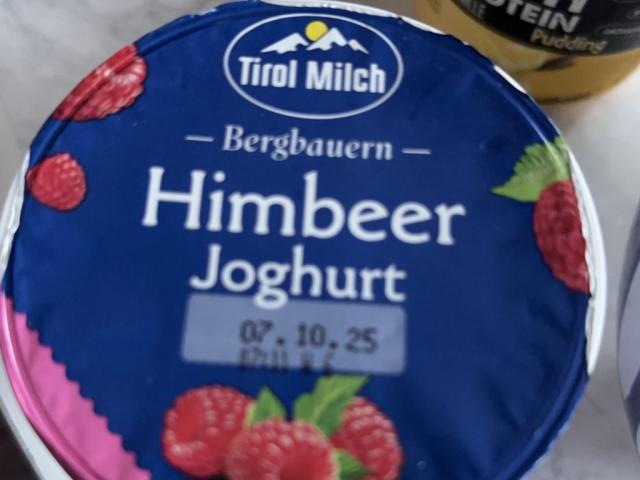 Tirol Milch
— Bergbauern —
Himbeer
Joghurt
07.10.25
Pudding